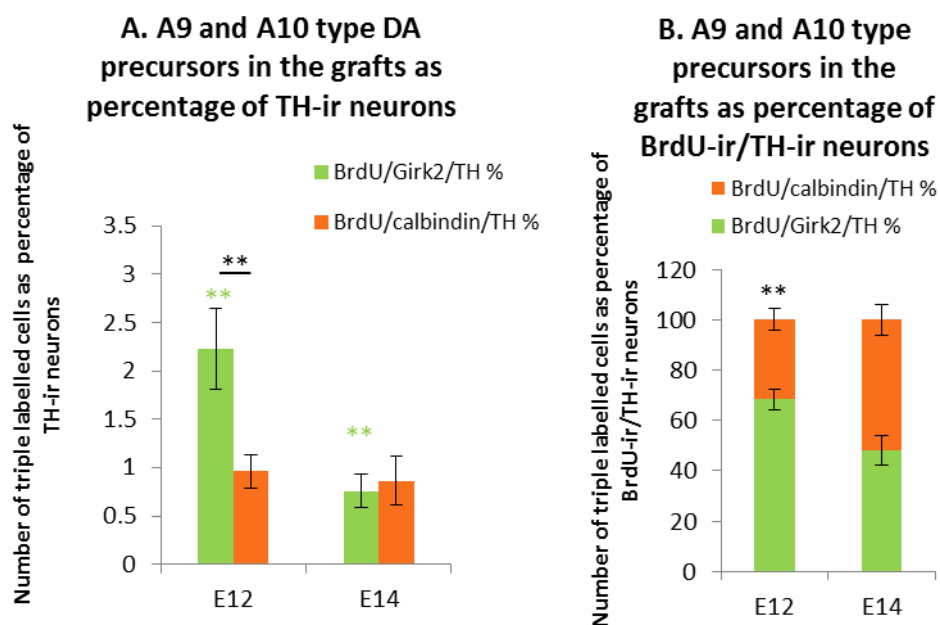 A. A9 and A10 type DA
precursors in the grafts as
percentage of TH-ir neurons
Number of triple labelled cells as percentage of
TH-ir neurons
BrdU/Girk2/TH %
BrdU/calbindin/TH %
3.5
3
2.5
2
1.5
1
0.5
0
**
**
**
E12
E14
B. A9 and A10 type
precursors in the
grafts as percentage of
BrdU-ir/TH-ir neurons
Number of triple labelled cells as percentage of
BrdU-ir/TH-ir neurons
BrdU/calbindin/TH %
BrdU/Girk2/TH %
120
100
80
60
40
20
0
**
E12
E14